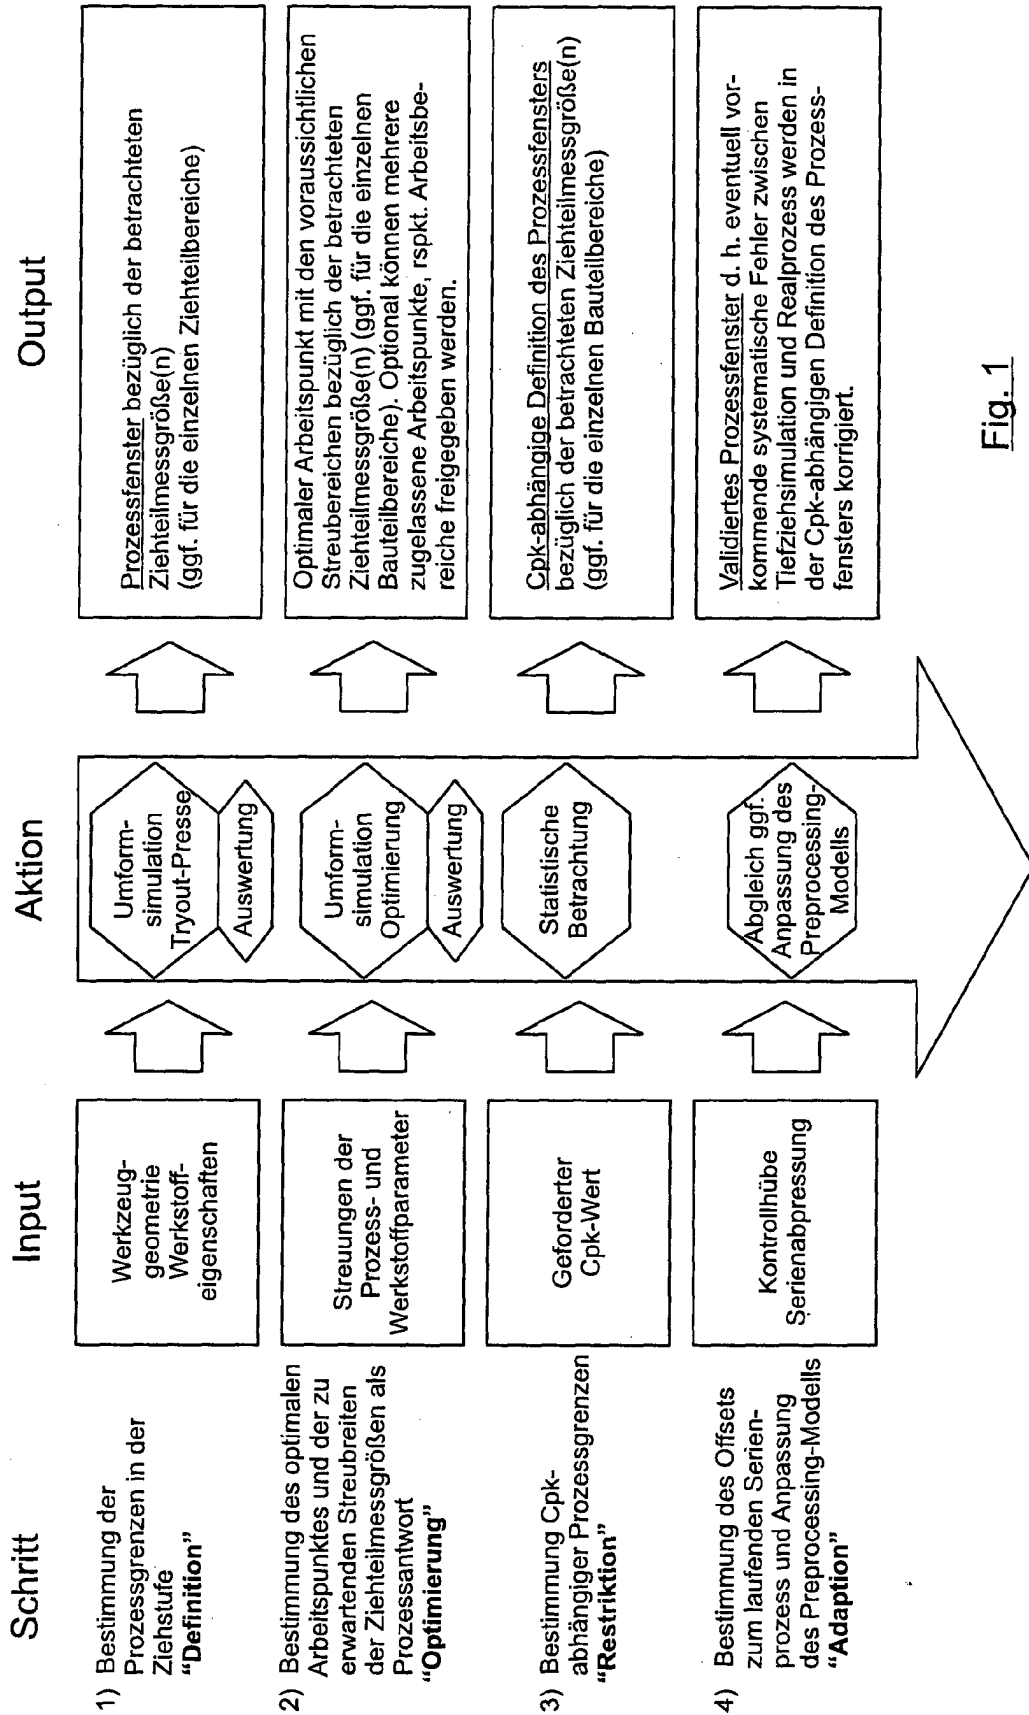 Schritt
Input
Aktion
Output
1) Bestimmung der
Prozessgrenzen in der
Ziehstufe
“Definition”
Werkzeug-
geometrie
Werkstoff-
eigenschaften
Umform-
simulation
Tryout-Presse
Auswertung
Prozessfenster bezüglich der betrachteten
Ziehteilmessgröße(n)
(ggf. für die einzelnen Ziehteilbereiche)
2) Bestimmung des optimalen
Arbeitspunktes und der zu
erwartenden Streubreiten
der Ziehteilmessgrößen als
Prozessantwort
“Optimierung”
Streuungen der
Prozess- und
Werkstoffparameter
Umform-
simulation
Optimierung
Auswertung
Optimaler Arbeitspunkt mit den voraussichtlichen
Streubereichen bezüglich der betrachteten
Ziehteilmessgröße(n) (ggf. für die einzelnen
Bauteilbereiche). Optional können mehrere
zugelassene Arbeitspunkte, rspkt. Arbeitsbe-
reiche freigegeben werden.
3) Bestimmung Cpk-
abhängiger Prozessgrenzen
“Restriktion”
Geforderter
Cpk-Wert
Statistische
Betrachtung
Cpk-abhängige Definition des Prozessfensters
bezüglich der betrachteten Ziehteilmessgröße(n)
(ggf. für die einzelnen Bauteilbereiche)
4) Bestimmung des Offsets
zum laufenden Serien-
prozess und Anpassung
des Preprocessing-Modells
“Adaption”
Kontrollhübe
Serienabpressung
Abgleich ggf.
Anpassung des
Preprocessing-
Modells
Validiertes Prozessfenster d. h. eventuell vor-
kommende systematische Fehler zwischen
Tiefziehsimulation und Realprozess werden in
der Cpk-abhängigen Definition des Prozess-
fensters korrigiert.
Fig. 1